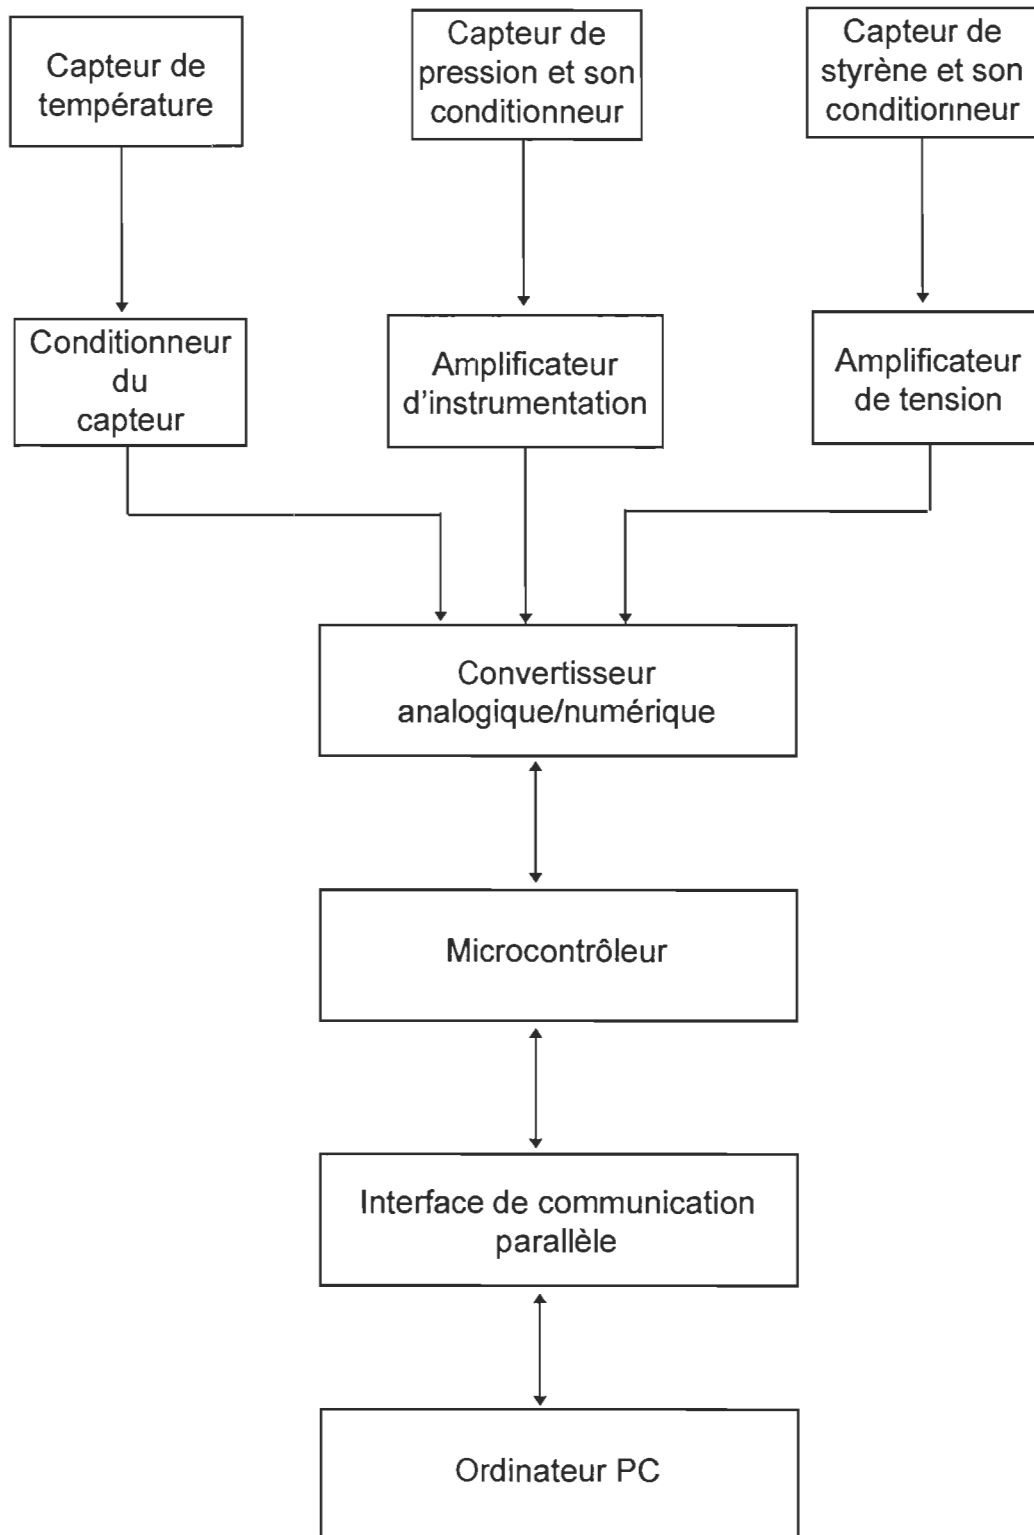 Capteur de
température
Capteur de
pression et son
conditionneur
Capteur de
styrène et son
conditionneur
Conditionneur
du
capteur
Amplificateur
d'instrumentation
Amplificateur
de tension
Convertisseur
analogique/numérique
Microcontrôleur
Interface de communication
parallèle
Ordinateur PC